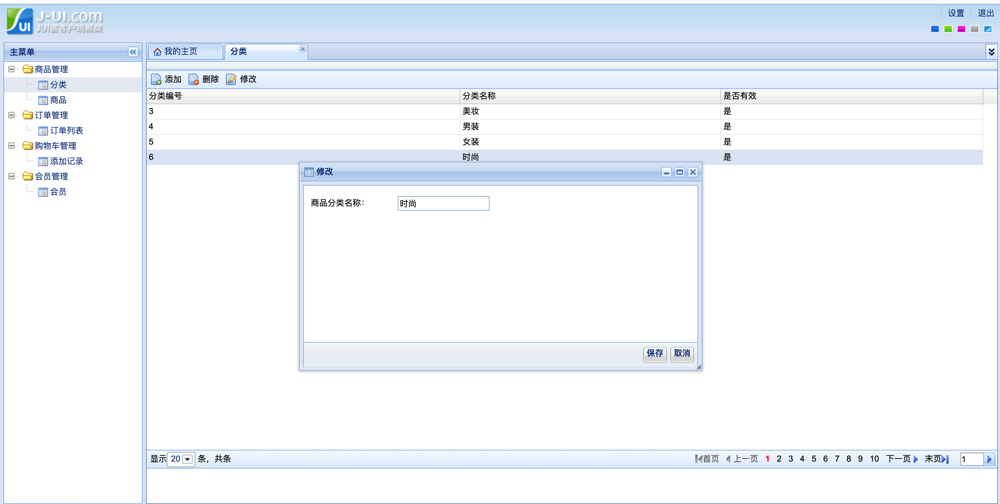 J-UI.com
JUI富客户端框架
设置 退出
主菜单
商品管理
分类
商品
订单管理
订单列表
购物车管理
添加记录
会员管理
会员
我的主页 分类
添加 删除 修改
分类编号 分类名称 是否有效
3 美妆 是
4 男装 是
5 女装 是
6 时尚 是
修改
商品分类名称： 时尚
保存 取消
显示 20 条，共条
首页 上一页 1 2 3 4 5 6 7 8 9 10 下一页 末页 1